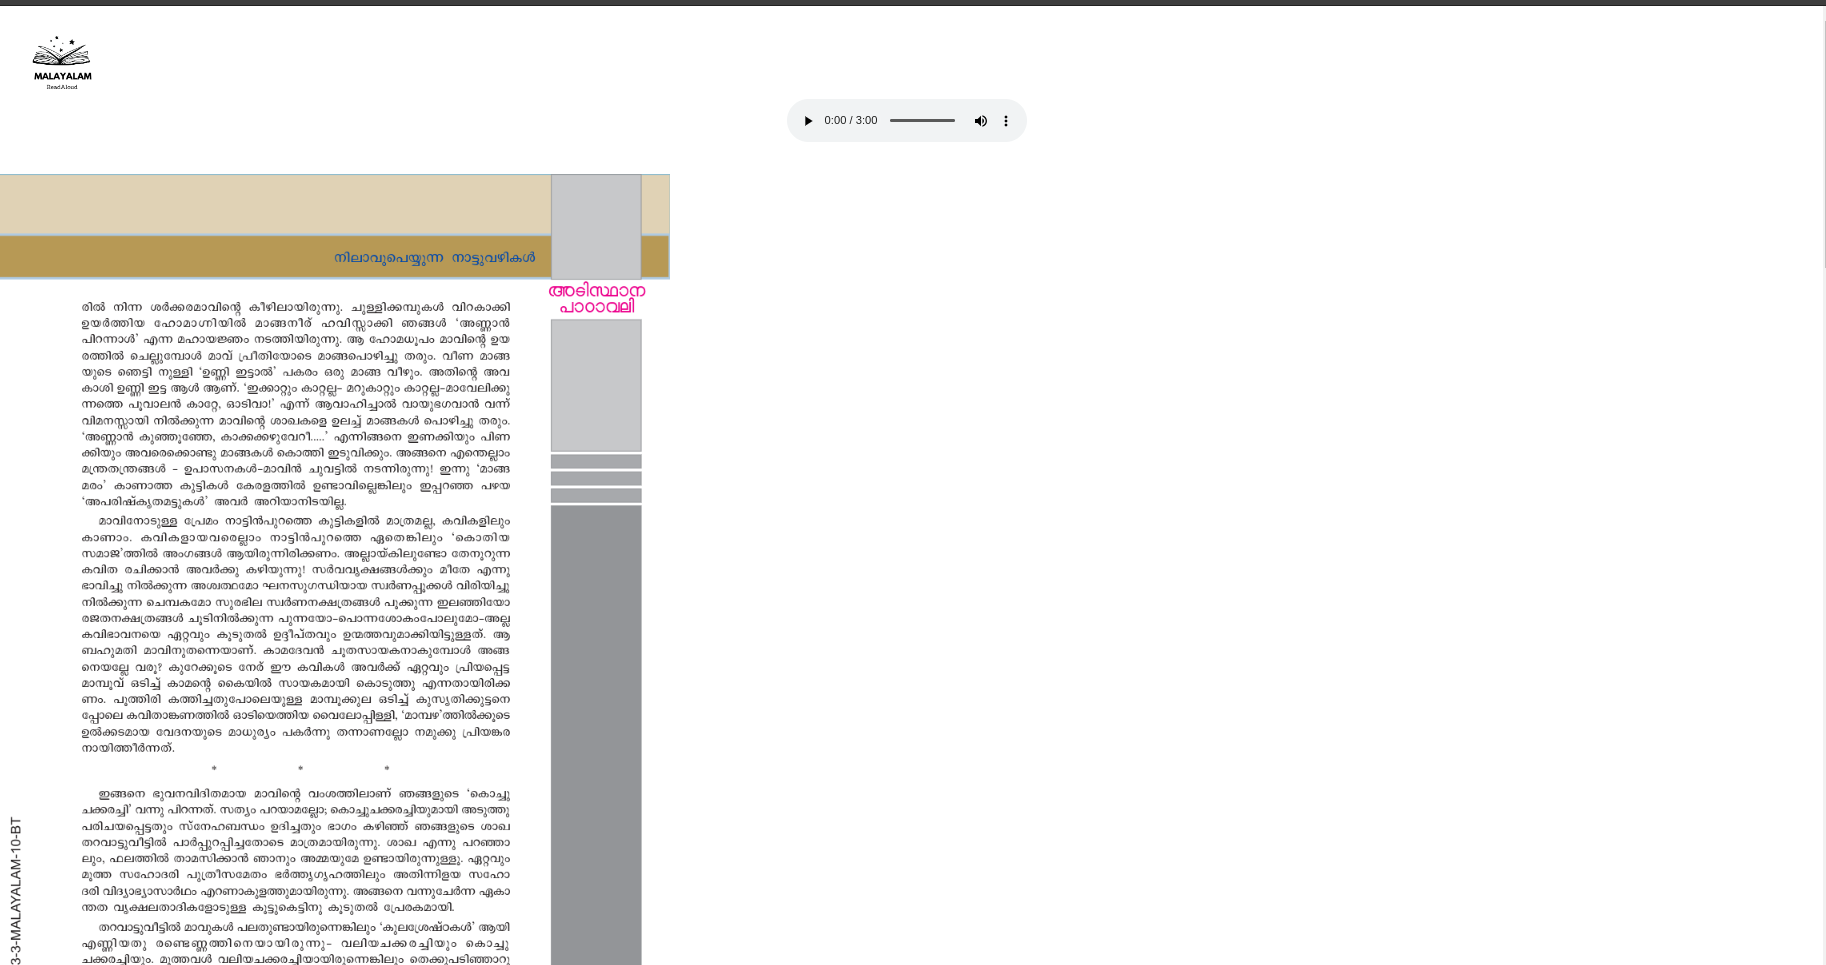 MALAYALAM
ReadAloud
0:00 / 3:00
നിലാവുപെയ്യുന്ന നാട്ടുവഴികൾ
അടിസ്ഥാന
പാഠാവലി
രിൽ നിന്ന ശർക്കരമാവിന്റെ കീഴിലായിരുന്നു. ചുള്ളിക്കമ്പുകൾ വിറകാക്കി
ഉയർത്തിയ ഹോമാഗ്നിയിൽ മാങ്ങനീര് ഹവിസ്സാക്കി ഞങ്ങൾ ‘അണ്ണാൻ
പിറന്നാൾ’ എന്ന മഹായജ്ഞം നടത്തിയിരുന്നു. ആ ഹോമധൂപം മാവിന്റെ ഉയ
രത്തിൽ ചെല്ലുമ്പോൾ മാവ് പ്രീതിയോടെ മാങ്ങപൊഴിച്ചു തരും. വീണ മാങ്ങ
യുടെ ഞെട്ടി നുള്ളി ‘ഉണ്ണി ഇട്ടാൽ’ പകരം ഒരു മാങ്ങ വീഴും. അതിന്റെ അവ
കാശി ഉണ്ണി ഇട്ട ആൾ ആണ്. ‘ഇക്കാറ്റും കാറ്റല്ല– മറുകാറ്റും കാറ്റല്ല–മാവേലിക്കു
ന്നത്തെ പൂവാലൻ കാറ്റേ, ഓടിവാ!’ എന്ന് ആവാഹിച്ചാൽ വായുഭഗവാൻ വന്ന്
വിമനസ്സായി നിൽക്കുന്ന മാവിന്റെ ശാഖകളെ ഉലച്ച് മാങ്ങകൾ പൊഴിച്ചു തരും.
‘അണ്ണാൻ കുഞ്ഞൂഞ്ഞേ, കാക്കക്കഴുവേറീ.....’ എന്നിങ്ങനെ ഇണക്കിയും പിണ
ക്കിയും അവരെക്കൊണ്ടു മാങ്ങകൾ കൊത്തി ഇടുവിക്കും. അങ്ങനെ എന്തെല്ലാം
മന്ത്രതന്ത്രങ്ങൾ – ഉപാസനകൾ–മാവിൻ ചുവട്ടിൽ നടന്നിരുന്നു! ഇന്നു ‘മാങ്ങ
മരം’ കാണാത്ത കുട്ടികൾ കേരളത്തിൽ ഉണ്ടാവില്ലെങ്കിലും ഇപ്പറഞ്ഞ പഴയ
‘അപരിഷ്കൃതമട്ടുകൾ’ അവർ അറിയാനിടയില്ല.
മാവിനോടുള്ള പ്രേമം നാട്ടിൻപുറത്തെ കുട്ടികളിൽ മാത്രമല്ല, കവികളിലും
കാണാം. കവികളായവരെല്ലാം നാട്ടിൻപുറത്തെ ഏതെങ്കിലും ‘കൊതിയ
സമാജ’ത്തിൽ അംഗങ്ങൾ ആയിരുന്നിരിക്കണം. അല്ലായ്കിലുണ്ടോ തേനൂറുന്ന
കവിത രചിക്കാൻ അവർക്കു കഴിയുന്നു! സർവവൃക്ഷങ്ങൾക്കും മീതേ എന്നു
ഭാവിച്ചു നിൽക്കുന്ന അശ്വത്ഥമോ ഘനസുഗന്ധിയായ സ്വർണപ്പൂക്കൾ വിരിയിച്ചു
നിൽക്കുന്ന ചെമ്പകമോ സുരഭില സ്വർണനക്ഷത്രങ്ങൾ പൂക്കുന്ന ഇലഞ്ഞിയോ
രജതനക്ഷത്രങ്ങൾ ചൂടിനിൽക്കുന്ന പുന്നയോ–പൊന്നശോകംപോലുമോ–അല്ല
കവിഭാവനയെ ഏറ്റവും കൂടുതൽ ഉദ്ദീപ്തവും ഉന്മത്തവുമാക്കിയിട്ടുള്ളത്. ആ
ബഹുമതി മാവിനുതന്നെയാണ്. കാമദേവൻ ചൂതസായകനാകുമ്പോൾ അങ്ങ
നെയല്ലേ വരൂ? കുറേക്കൂടെ നേര് ഈ കവികൾ അവർക്ക് ഏറ്റവും പ്രിയപ്പെട്ട
മാമ്പൂവ് ഒടിച്ച് കാമന്റെ കൈയിൽ സായകമായി കൊടുത്തു എന്നതായിരിക്ക
ണം. പൂത്തിരി കത്തിച്ചതുപോലെയുള്ള മാമ്പൂക്കുല ഒടിച്ച് കുസൃതിക്കുട്ടനെ
പ്പോലെ കവിതാങ്കണത്തിൽ ഓടിയെത്തിയ വൈലോപ്പിള്ളി, ‘മാമ്പഴ’ത്തിൽക്കൂടെ
ഉൽക്കടമായ വേദനയുടെ മാധുര്യം പകർന്നു തന്നാണല്ലോ നമുക്കു പ്രിയങ്കര
നായിത്തീർന്നത്.
* * *
ഇങ്ങനെ ഭുവനവിദിതമായ മാവിന്റെ വംശത്തിലാണ് ഞങ്ങളുടെ ‘കൊച്ചു
ചക്കരച്ചി’ വന്നു പിറന്നത്. സത്യം പറയാമല്ലോ; കൊച്ചുചക്കരച്ചിയുമായി അടുത്തു
പരിചയപ്പെട്ടതും സ്നേഹബന്ധം ഉദിച്ചതും ഭാഗം കഴിഞ്ഞ് ഞങ്ങളുടെ ശാഖ
തറവാട്ടുവീട്ടിൽ പാർപ്പുറപ്പിച്ചതോടെ മാത്രമായിരുന്നു. ശാഖ എന്നു പറഞ്ഞാ
ലും, ഫലത്തിൽ താമസിക്കാൻ ഞാനും അമ്മയുമേ ഉണ്ടായിരുന്നുള്ളൂ. ഏറ്റവും
മൂത്ത സഹോദരി പുത്രീസമേതം ഭർത്തൃഗൃഹത്തിലും അതിന്നിളയ സഹോ
ദരി വിദ്യാഭ്യാസാർഥം എറണാകുളത്തുമായിരുന്നു. അങ്ങനെ വന്നുചേർന്ന ഏകാ
ന്തത വൃക്ഷലതാദികളോടുള്ള കൂട്ടുകെട്ടിനു കൂടുതൽ പ്രേരകമായി.
തറവാട്ടുവീട്ടിൽ മാവുകൾ പലതുണ്ടായിരുന്നെങ്കിലും ‘കുലശ്രേഷ്ഠകൾ’ ആയി
എണ്ണിയതു രണ്ടെണ്ണത്തിനെയായിരുന്നു– വലിയചക്കരച്ചിയും കൊച്ചു
ചക്കരച്ചിയും. മൂത്തവൾ വലിയചക്കരച്ചിയായിരുന്നെങ്കിലും തെക്കുപടിഞ്ഞാറു
3-3-MALAYALAM-10-BT